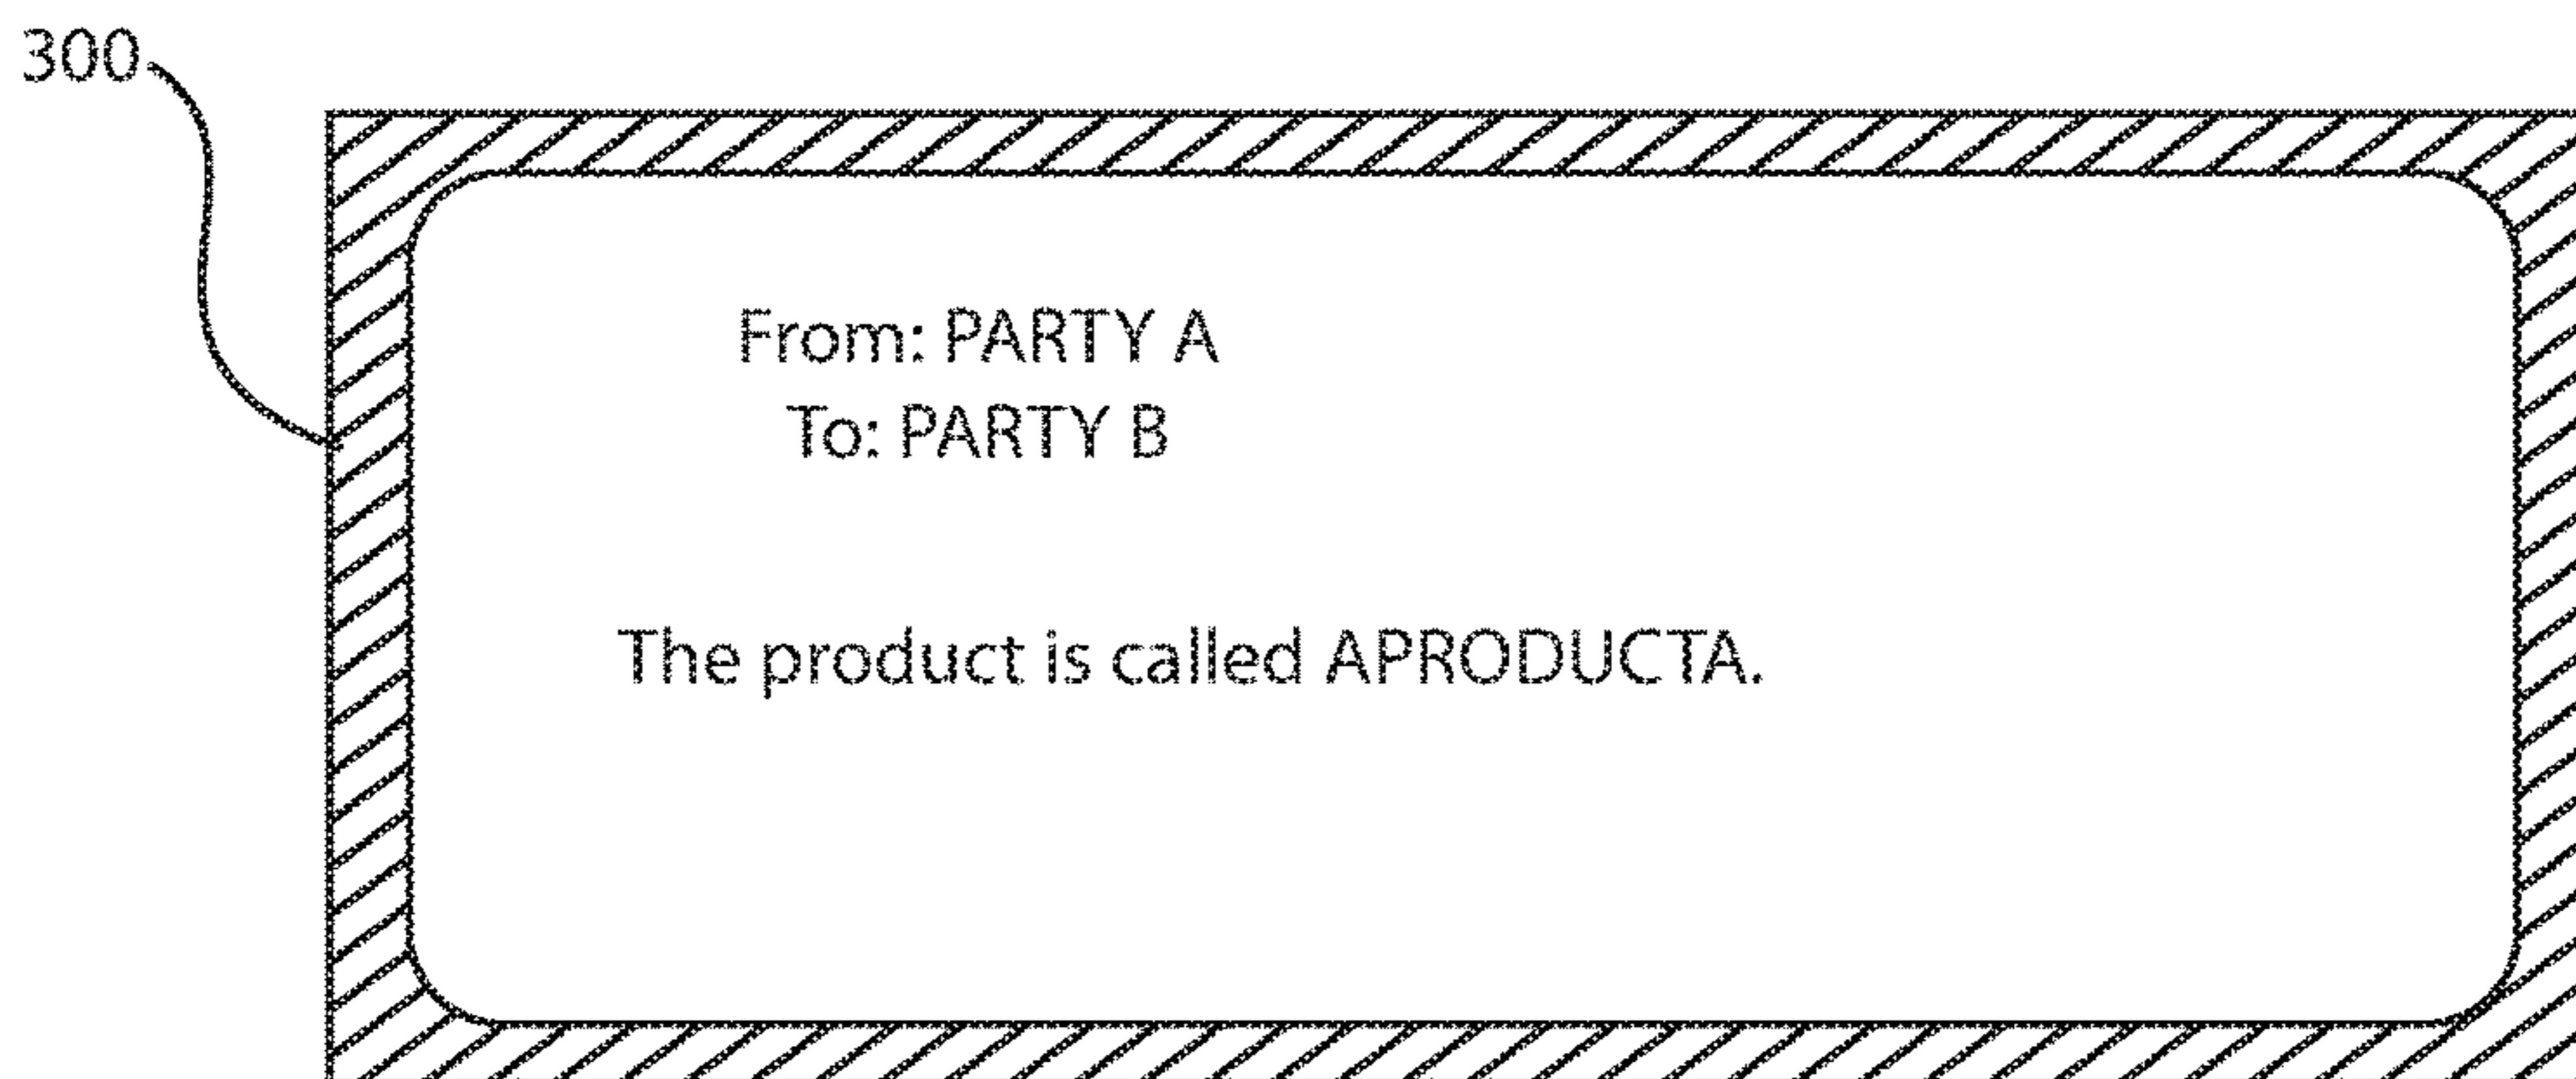 300
From: PARTY A
To: PARTY B
The product is called APRODUCTA.